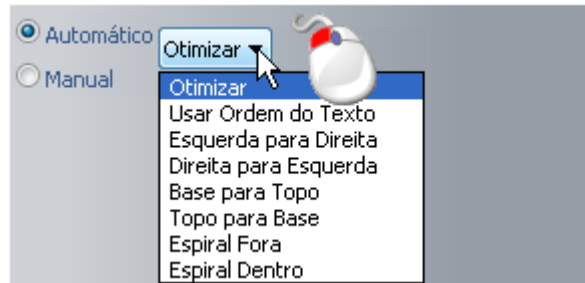 Automático
Otimizar
Manual
Otimizar
Usar Ordem do Texto
Esquerda para Direita
Direita para Esquerda
Base para Topo
Topo para Base
Espiral Fora
Espiral Dentro